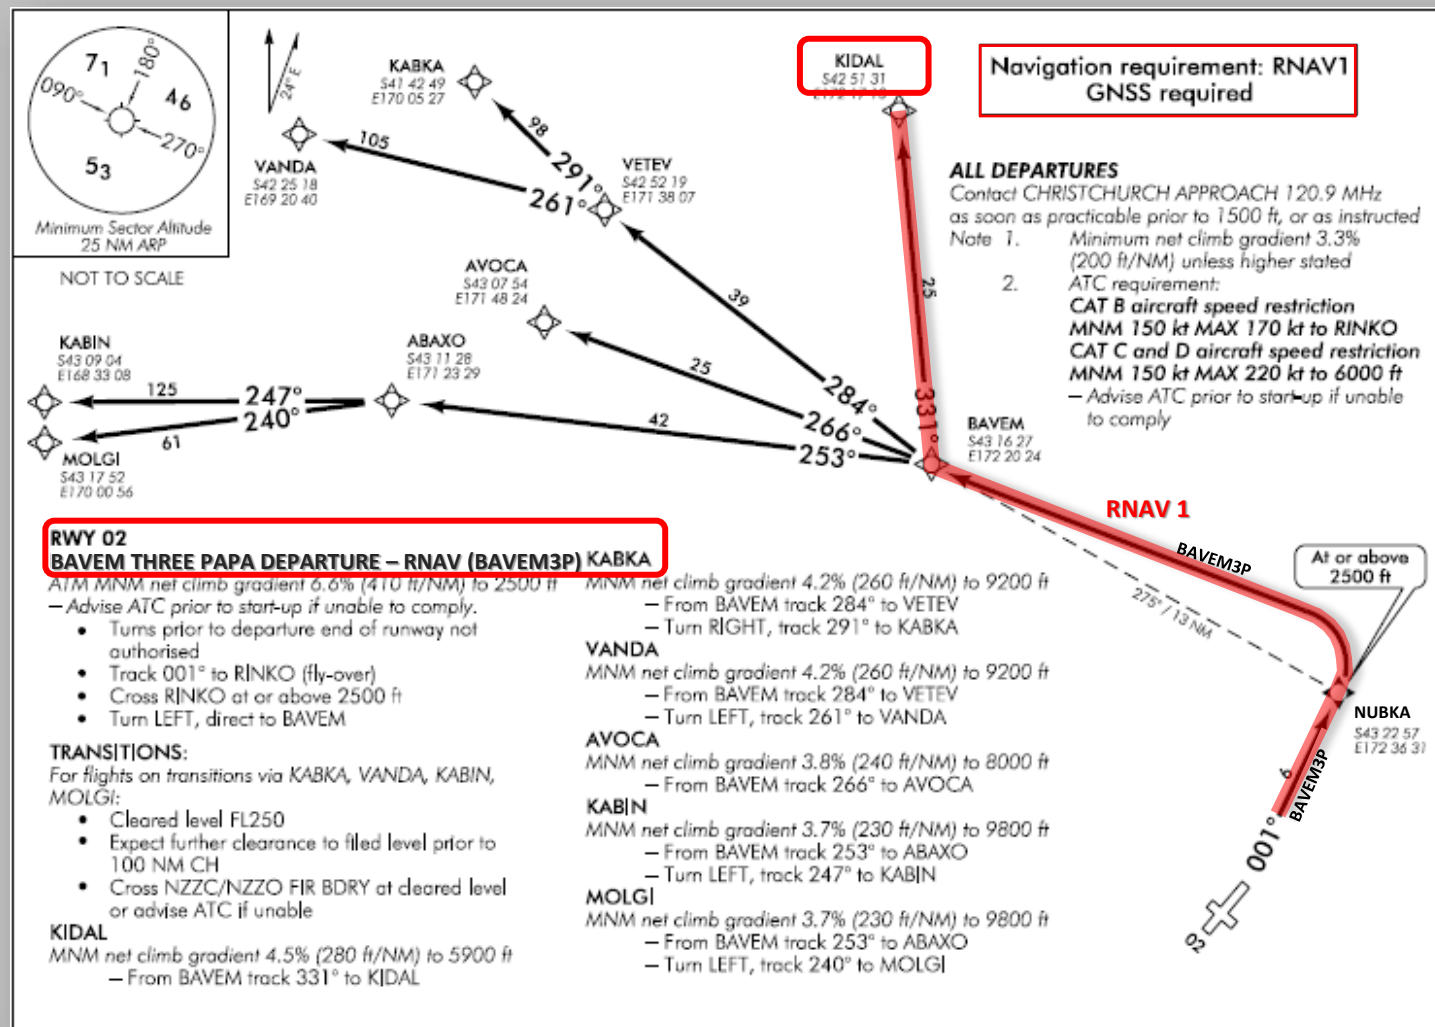 71
180°
090°
46
270°
53
Minimum Sector Altitude
25 NM ARP
NOT TO SCALE
24° E
VANDA
S42 25 18
E169 20 40
KABKA
S41 42 49
E170 05 27
105
98
291°
261°
VETEV
S42 52 19
E171 38 07
KIDAL
S42 51 31
Navigation requirement: RNAV1
GNSS required
ALL DEPARTURES
Contact CHRISTCHURCH APPROACH 120.9 MHz
as soon as practicable prior to 1500 ft, or as instructed
Note 1. Minimum net climb gradient 3.3%
(200 ft/NM) unless higher stated
2. ATC requirement:
CAT B aircraft speed restriction
MNM 150 kt MAX 170 kt to RINKO
CAT C and D aircraft speed restriction
MNM 150 kt MAX 220 kt to 6000 ft
– Advise ATC prior to start-up if unable
to comply
AVOCA
S43 07 54
E171 48 24
39
25
25
KABIN
S43 09 04
E168 33 08
ABAXO
S43 11 28
E171 23 29
125
247°
240°
61
MOLGI
S43 17 52
E170 00 56
42
284°
266°
253°
331°
BAVEM
S43 16 27
E172 20 24
RNAV 1
BAVEM3P
275° / 13 NM
At or above
2500 ft
NUBKA
S43 22 57
E172 36 31
6
BAVEM3P
001°
02
RWY 02
BAVEM THREE PAPA DEPARTURE – RNAV (BAVEM3P)
ATM MNM net climb gradient 6.6% (410 ft/NM) to 2500 ft
– Advise ATC prior to start-up if unable to comply.
• Turns prior to departure end of runway not
authorised
• Track 001° to RINKO (fly-over)
• Cross RINKO at or above 2500 ft
• Turn LEFT, direct to BAVEM
TRANSITIONS:
For flights on transitions via KABKA, VANDA, KABIN,
MOLGI:
• Cleared level FL250
• Expect further clearance to filed level prior to
100 NM CH
• Cross NZZC/NZZO FIR BDRY at cleared level
or advise ATC if unable
KIDAL
MNM net climb gradient 4.5% (280 ft/NM) to 5900 ft
– From BAVEM track 331° to KIDAL
KABKA
MNM net climb gradient 4.2% (260 ft/NM) to 9200 ft
– From BAVEM track 284° to VETEV
– Turn RIGHT, track 291° to KABKA
VANDA
MNM net climb gradient 4.2% (260 ft/NM) to 9200 ft
– From BAVEM track 284° to VETEV
– Turn LEFT, track 261° to VANDA
AVOCA
MNM net climb gradient 3.8% (240 ft/NM) to 8000 ft
– From BAVEM track 266° to AVOCA
KABIN
MNM net climb gradient 3.7% (230 ft/NM) to 9800 ft
– From BAVEM track 253° to ABAXO
– Turn LEFT, track 247° to KABIN
MOLGI
MNM net climb gradient 3.7% (230 ft/NM) to 9800 ft
– From BAVEM track 253° to ABAXO
– Turn LEFT, track 240° to MOLGI